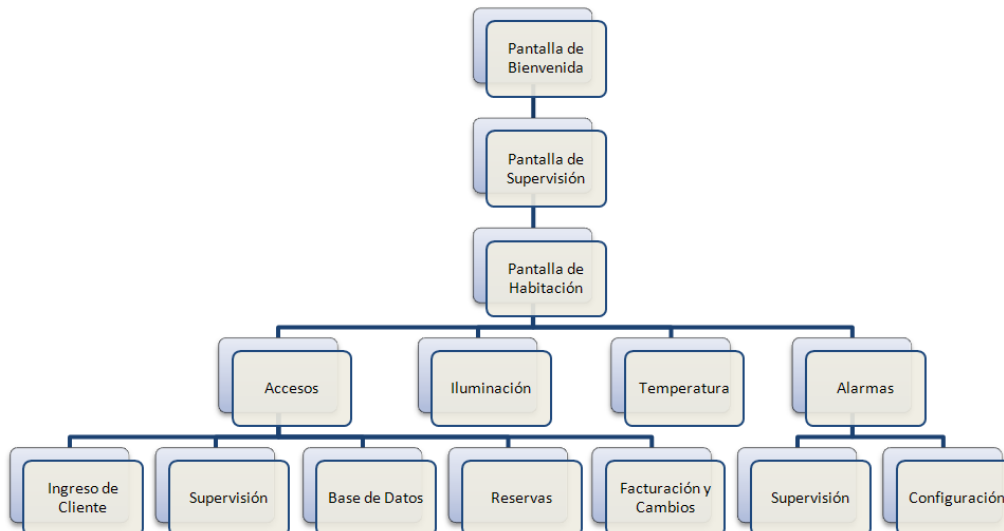 Pantalla de
Bienvenida
Pantalla de
Supervisión
Pantalla de
Habitación
Accesos
Iluminación
Temperatura
Alarmas
Ingreso de
Cliente
Supervisión
Base de Datos
Reservas
Facturación y
Cambios
Supervisión
Configuración